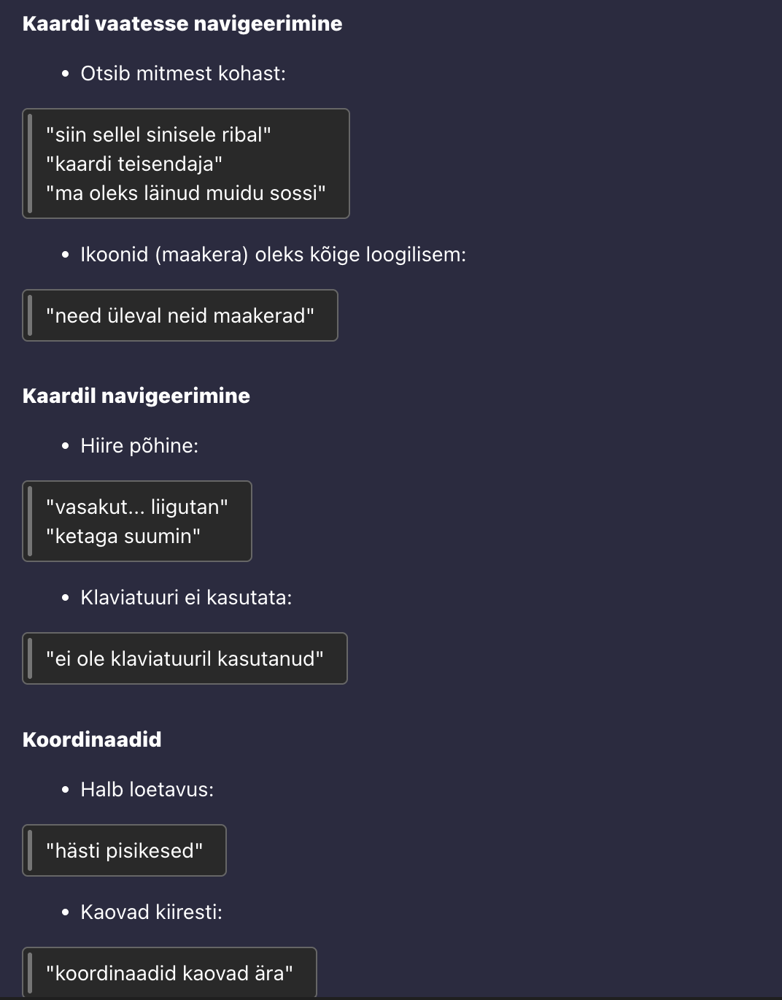 Kaardi vaatesse navigeerimine
• Otsib mitmest kohast:
"siin sellel sinisele ribal"
"kaardi teisendaja"
"ma oleks läinud muidu sossi"
• Ikoonid (maakera) oleks kõige loogilisem:
"need üleval neid maakerad"
Kaardil navigeerimine
• Hiire põhine:
"vasakut... liigutan"
"ketaga suumin"
• Klaviatuuri ei kasutata:
"ei ole klaviatuuril kasutanud"
Koordinaadid
• Halb loetavus:
"hästi pisikesed"
• Kaovad kiiresti:
"koordinaadid kaovad ära"